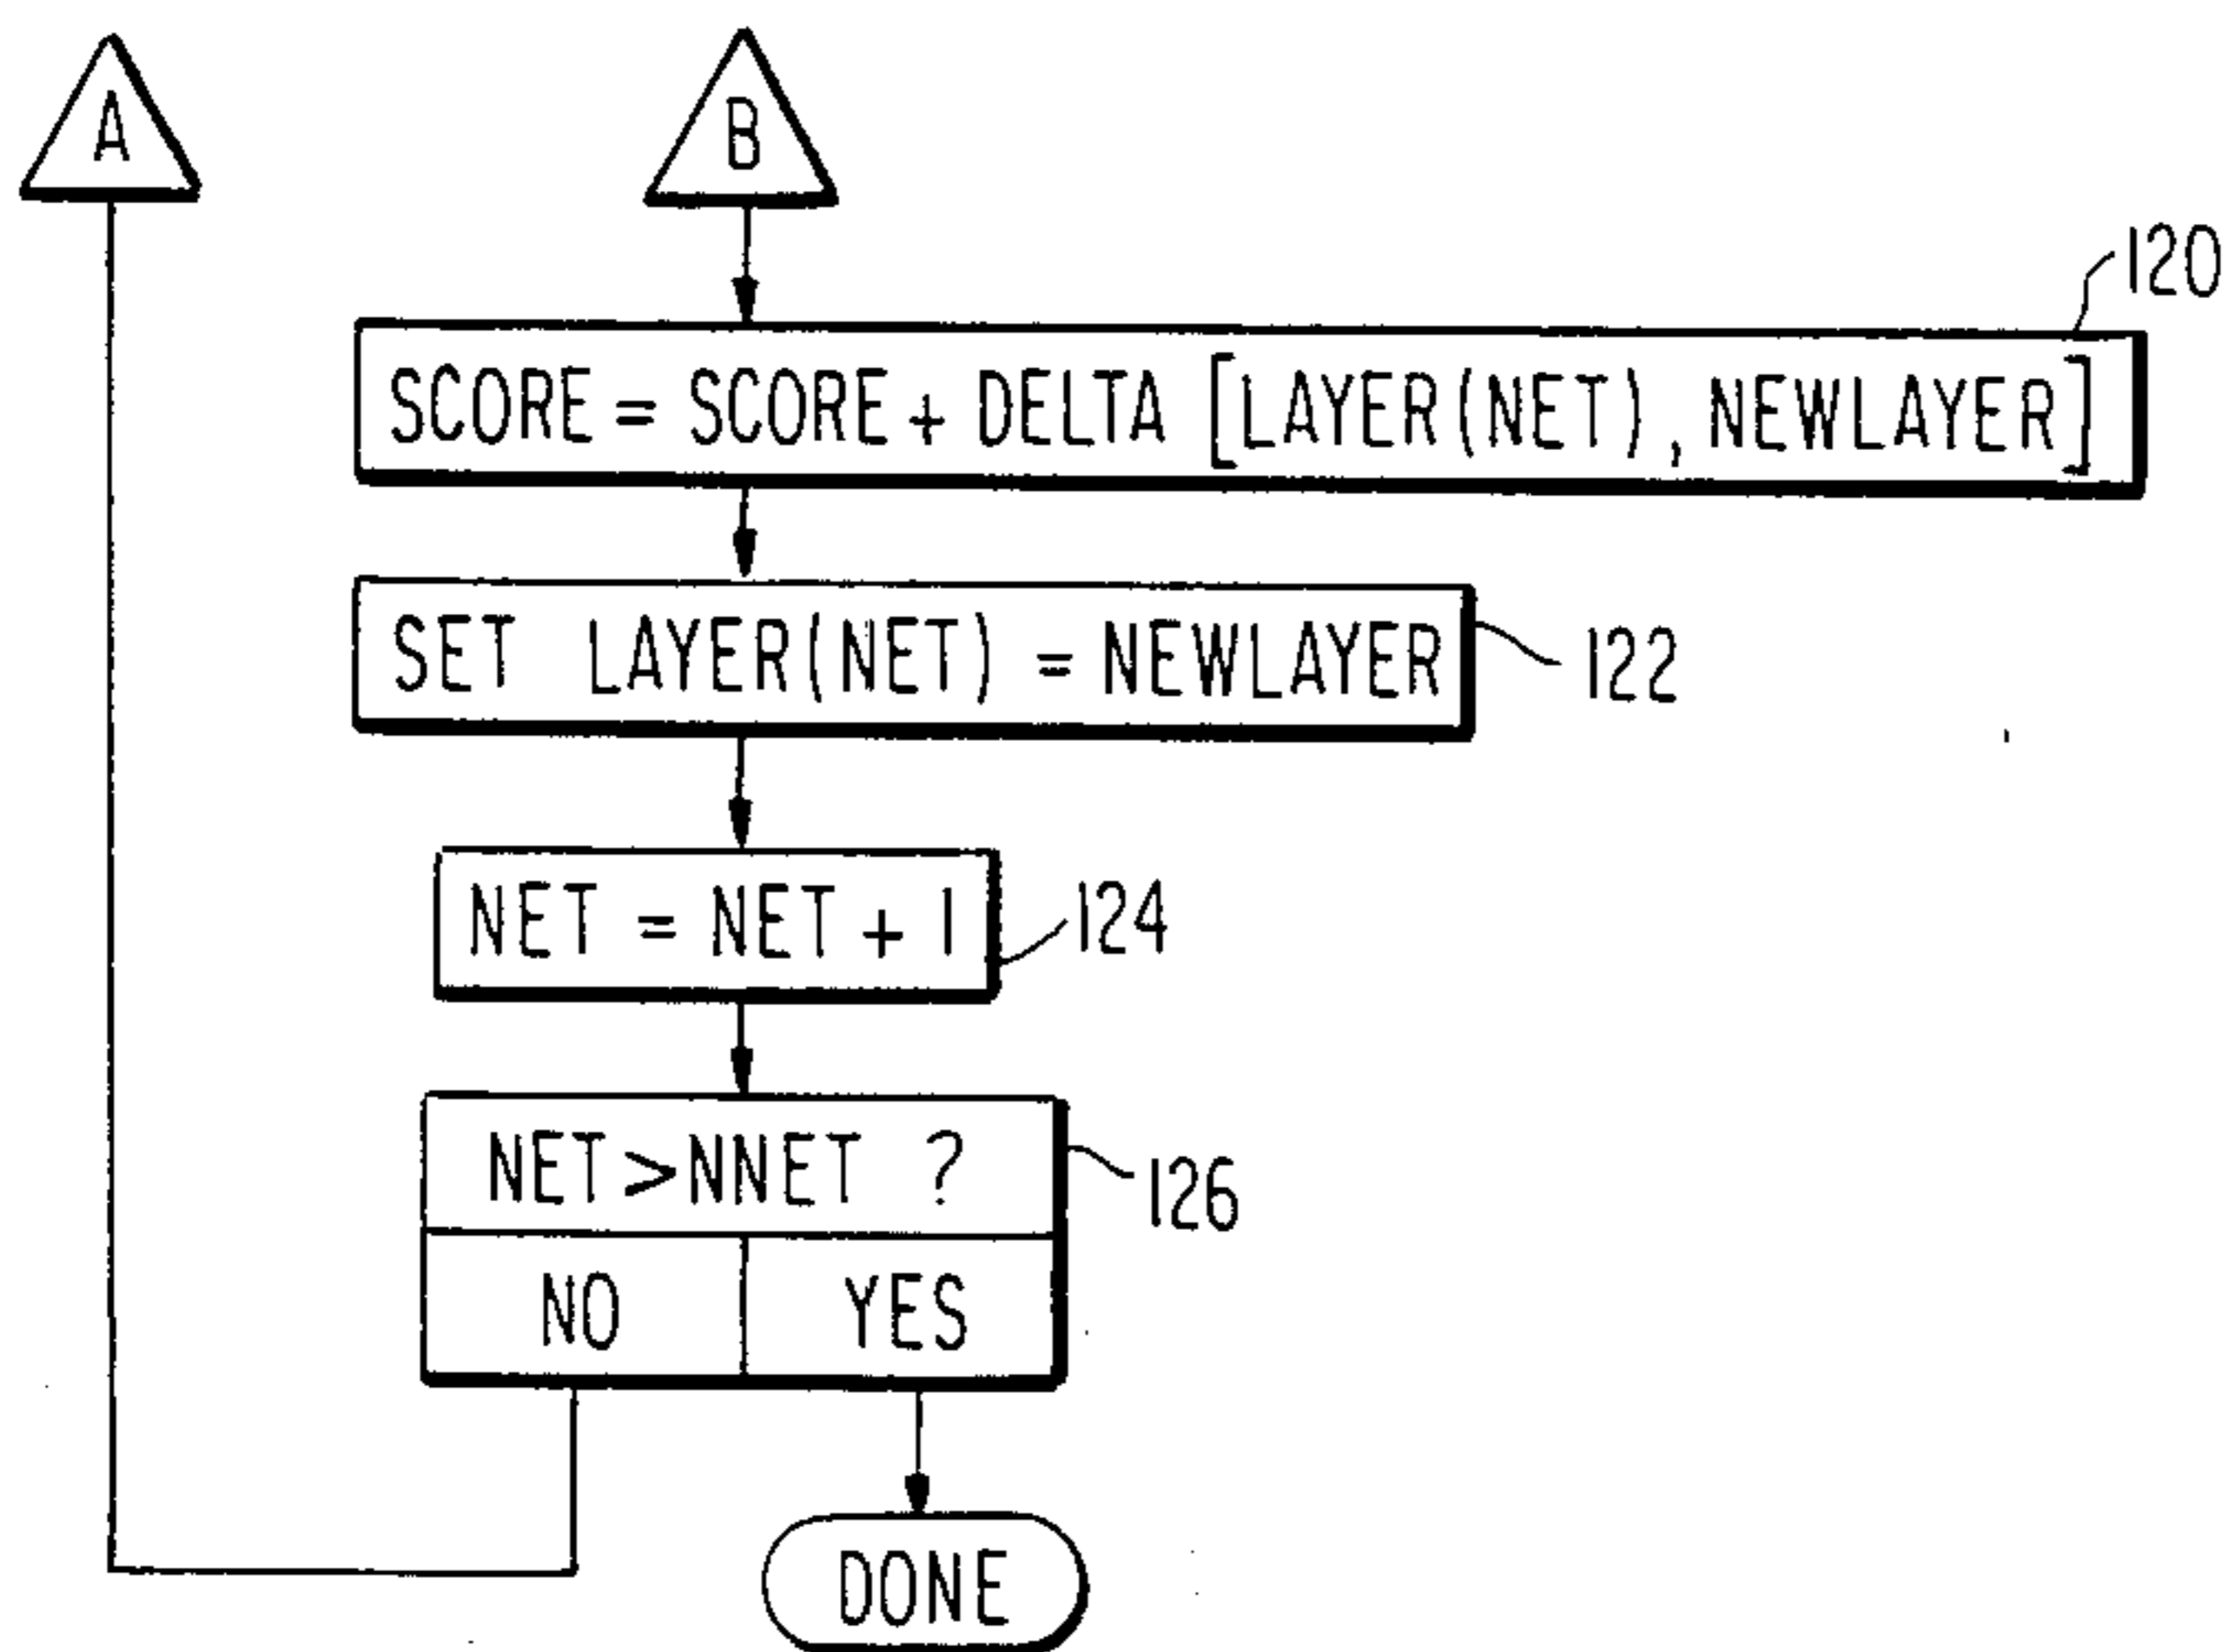 A
B
120
SCORE = SCORE + DELTA [LAYER(NET), NEWLAYER]
SET LAYER(NET) = NEWLAYER
122
NET = NET + 1
124
NET > NNET ?
126
NO
YES
DONE